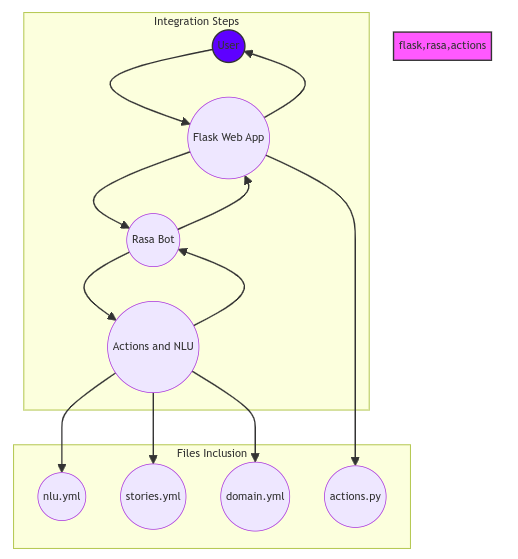 Integration Steps
User
flask,rasa,actions
Flask Web App
Rasa Bot
Actions and NLU
Files Inclusion
nlu.yml
stories.yml
domain.yml
actions.py